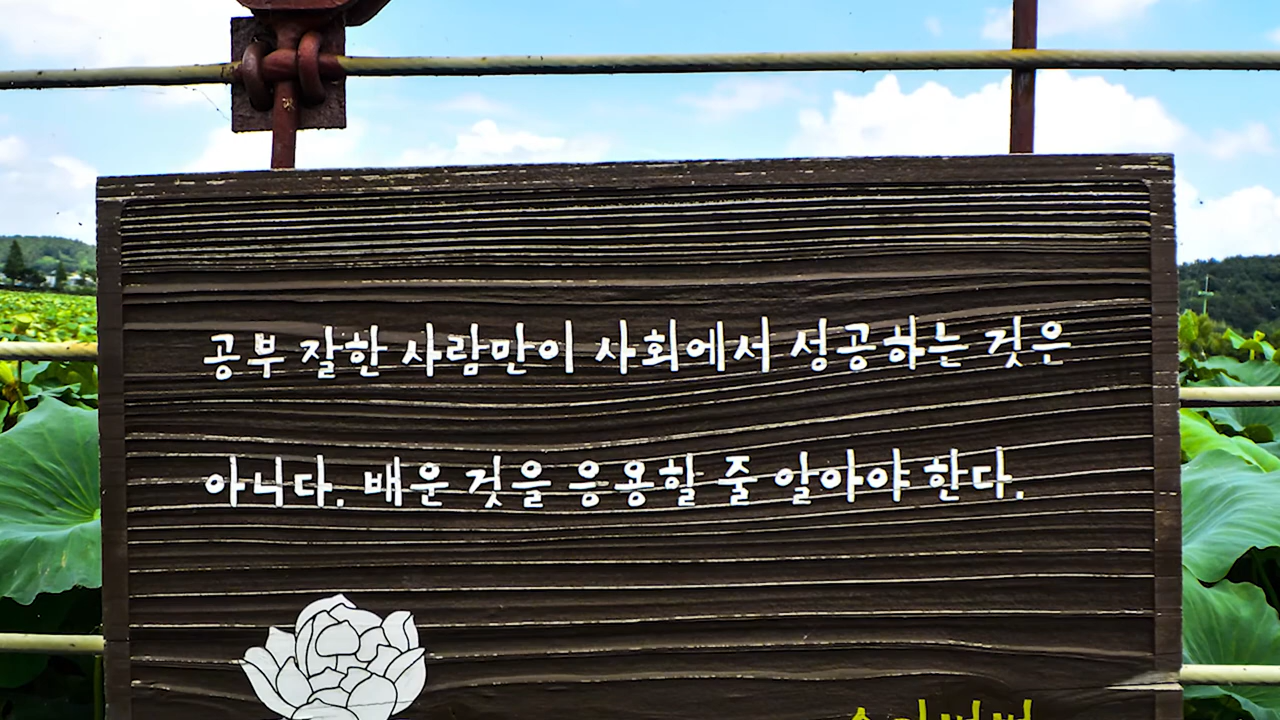 공부 잘한 사람만이 사회에서 성공하는 것은
아니다. 배운 것을 응용할 줄 알아야 한다.